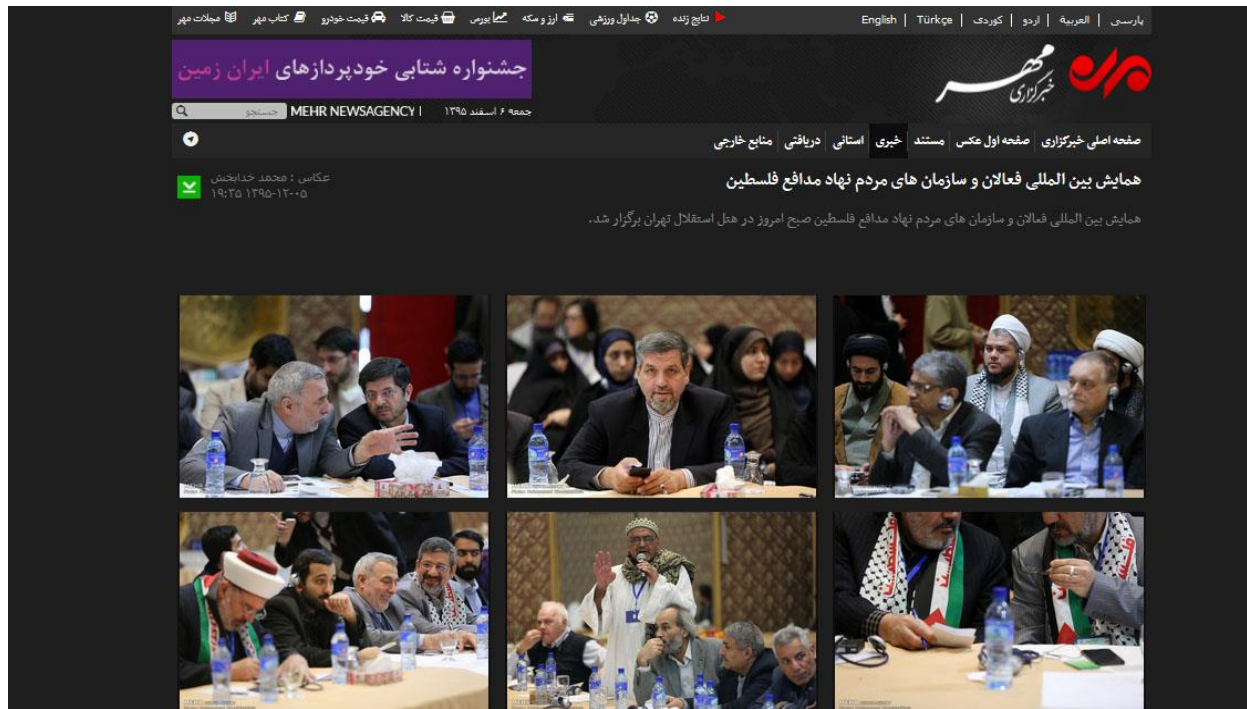 پارسی | العربية | اردو | کوردی | Türkçe | English
نتایج زنده جداول ورزشی ارز و سکه بورس قیمت کالا قیمت خودرو کتاب مهر مجلات مهر
مهر
خبرگزاری
جشنواره شتابی خودپردازهای ایران زمین
جمعه ۶ اسفند ۱۳۹۵ | MEHR NEWSAGENCY جستجو
صفحه اصلی خبرگزاری صفحه اول عکس مستند خبری استانی دریافتی منابع خارجی
همایش بین المللی فعالان و سازمان های مردم نهاد مدافع فلسطین
عکاس : محمد خدابخش
۱۳۹۵-۱۲-۰۵ ۱۹:۳۵
همایش بین المللی فعالان و سازمان های مردم نهاد مدافع فلسطین صبح امروز در هتل استقلال تهران برگزار شد.